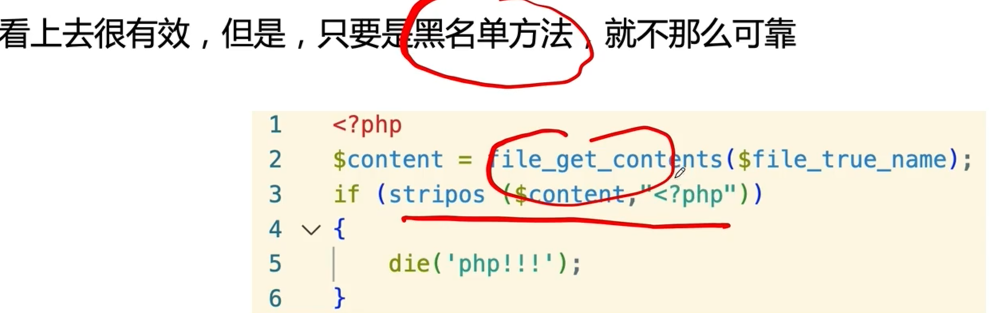 看上去很有效，但是，只要是黑名单方法，就不那么可靠
1 <?php
2 $content = file_get_contents($file_true_name);
3 if (stripos ($content,"<?php"))
4 {
5 die('php!!!');
6 }